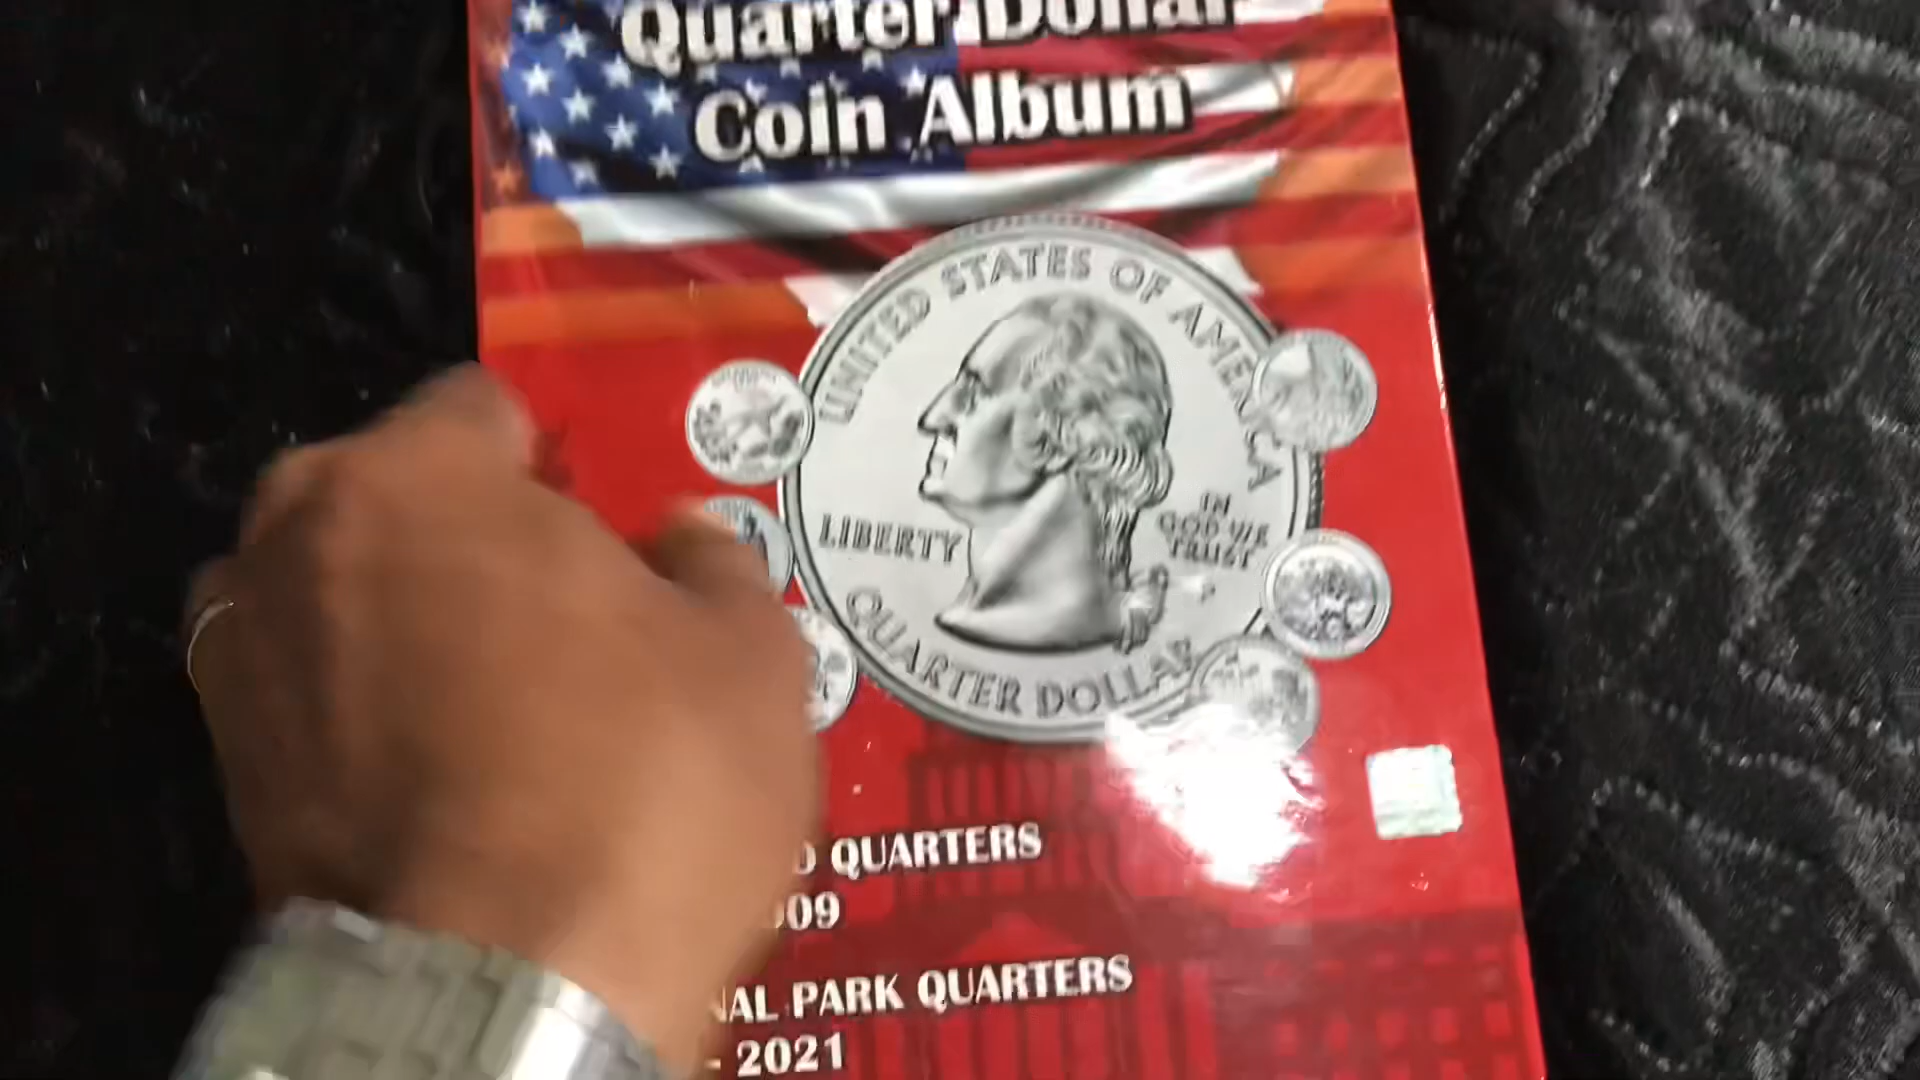 Quarter Dollar
Coin Album
UNITED STATES OF AMERICA
LIBERTY
IN
GOD WE
TRUST
QUARTER DOLLAR
QUARTERS
09
PARK QUARTERS
- 2021